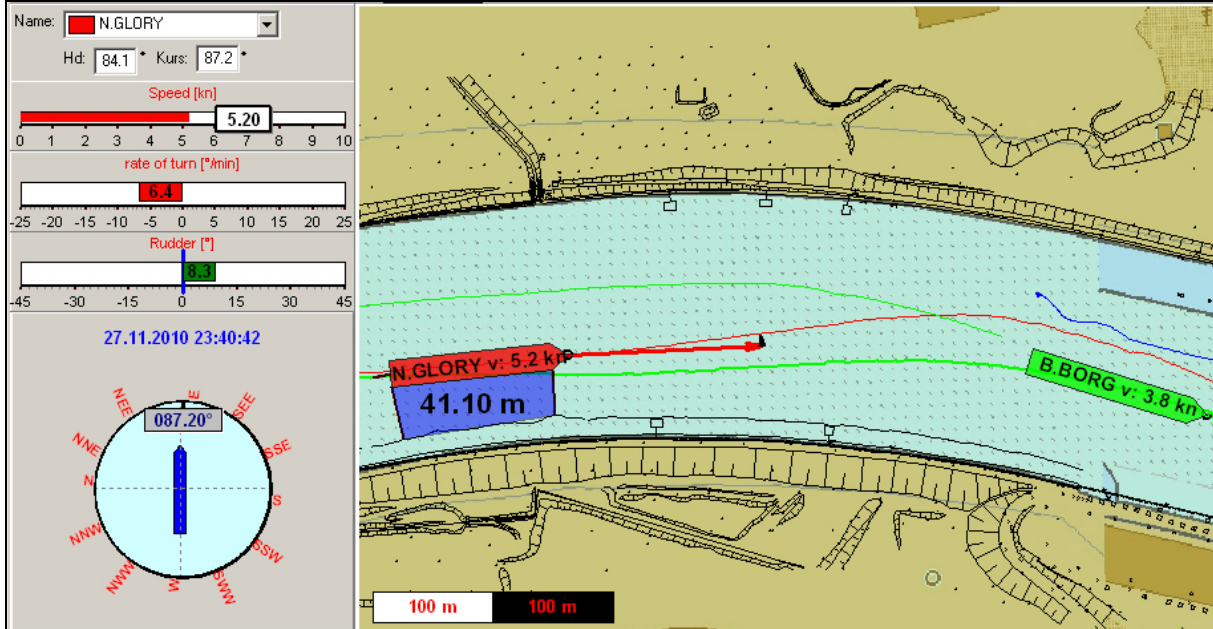 Name: N.GLORY
Hd: 84.1 ° Kurs: 87.2 °
Speed [kn]
5.20
0 1 2 3 4 5 6 7 8 9 10
rate of turn [°/min]
6.4
-25 -20 -15 -10 -5 0 5 10 15 20 25
Rudder [°]
8.3
-45 -30 -15 0 15 30 45
27.11.2010 23:40:42
087.20°
E
SEE
SSE
S
SSW
SWW
W
NWW
NNW
N
NNE
NEE
N.GLORY v: 5.2 kn
41.10 m
B.BORG v: 3.8 kn
100 m 100 m